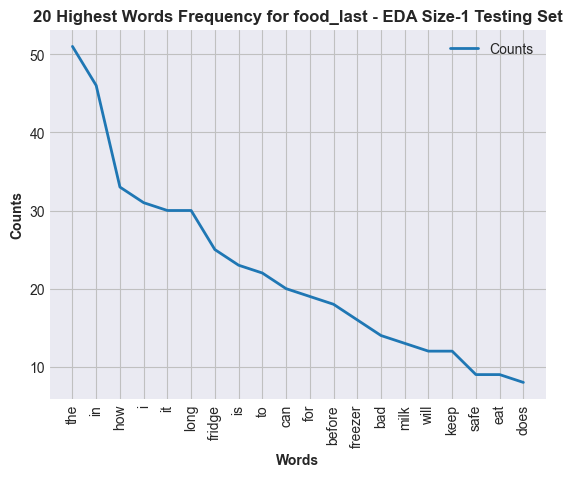 20 Highest Words Frequency for food_last - EDA Size-1 Testing Set
Counts
50
40
30
20
10
Counts
the
in
how
i
it
long
fridge
is
to
can
for
before
freezer
bad
milk
will
keep
safe
eat
does
Words